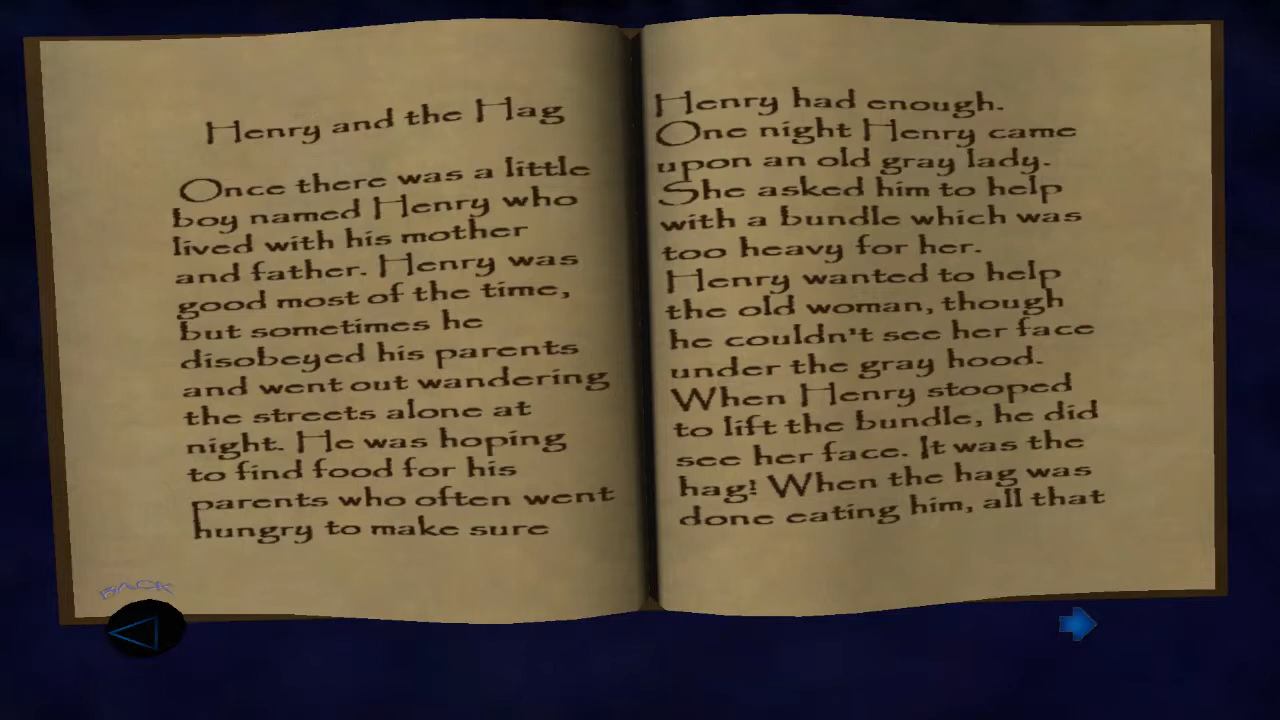 Henry and the Hag
Once there was a little
boy named Henry who
lived with his mother
and father. Henry was
good most of the time,
but sometimes he
disobeyed his parents
and went out wandering
the streets alone at
night. He was hoping
to find food for his
parents who often went
hungry to make sure
Henry had enough.
One night Henry came
upon an old gray lady.
She asked him to help
with a bundle which was
too heavy for her.
Henry wanted to help
the old woman, though
he couldn't see her face
under the gray hood.
When Henry stooped
to lift the bundle, he did
see her face. It was the
hag! When the hag was
done eating him, all that
BACK